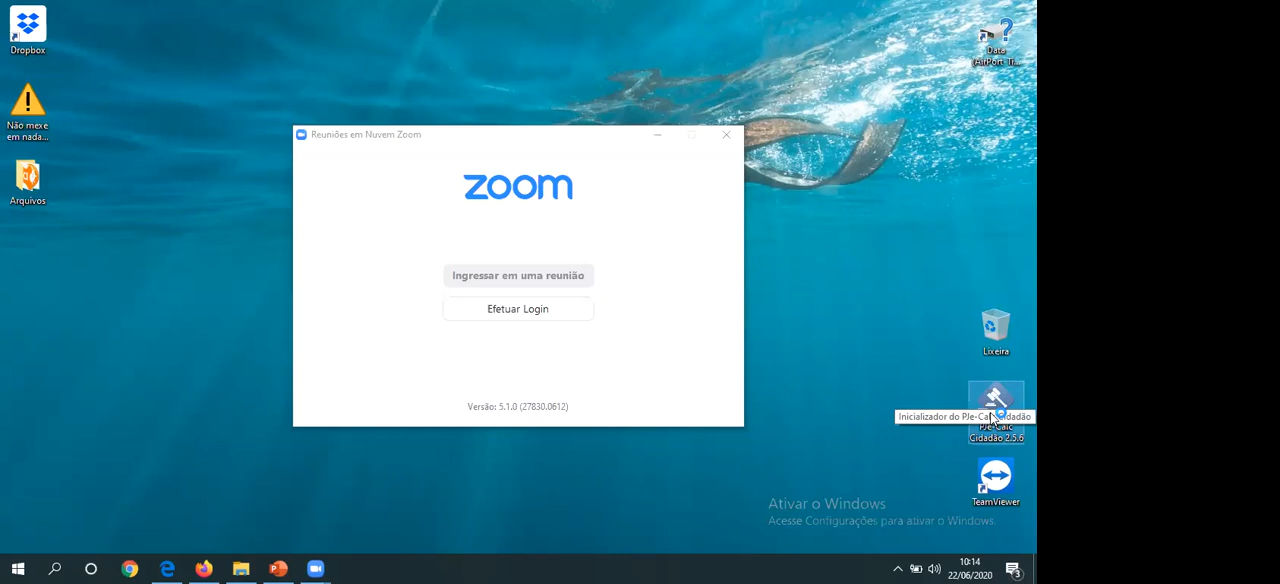 Dropbox
Não mexe
em nada...
Arquivos
Data
(AirPort Ti...
Reuniões em Nuvem Zoom
zoom
Ingressar em uma reunião
Efetuar Login
Versão: 5.1.0 (27830.0612)
Lixeira
Inicializador do PJe-Calc Cidadão
PJe-Calc
Cidadão 2.5.6
TeamViewer
Ativar o Windows
Acesse Configurações para ativar o Windows.
10:14
22/06/2020
3